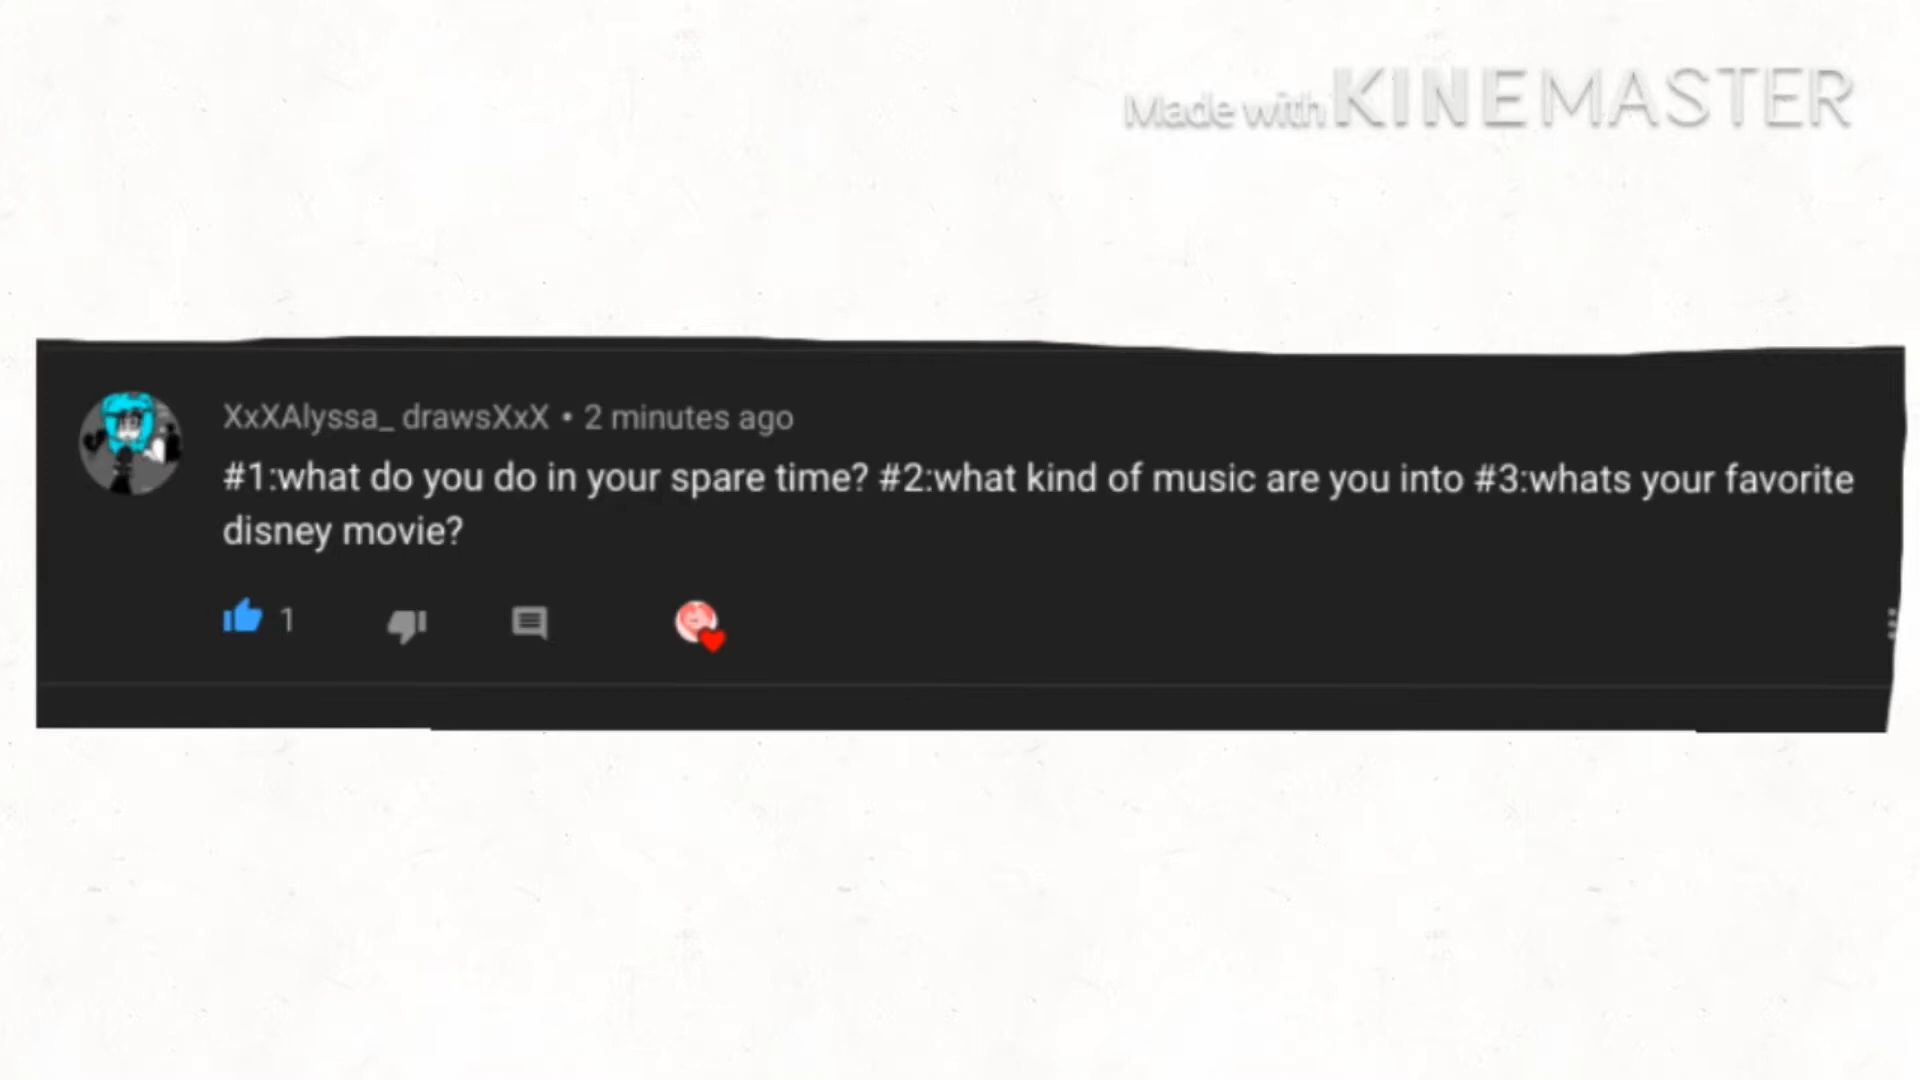 Made with KINEMASTER
XxXAlyssa_ drawsXxX • 2 minutes ago
#1:what do you do in your spare time? #2:what kind of music are you into #3:whats your favorite
disney movie?
1